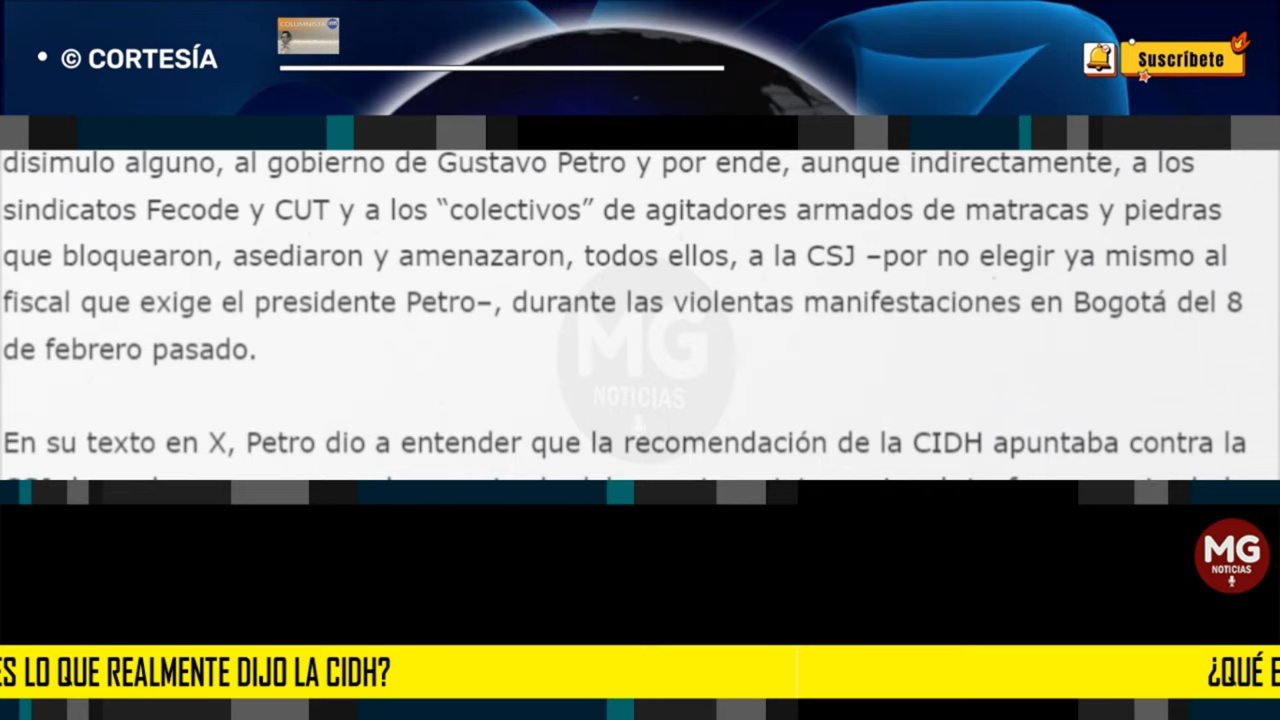 COLUMNISTA
• © CORTESÍA
Suscríbete
disimulo alguno, al gobierno de Gustavo Petro y por ende, aunque indirectamente, a los
sindicatos Fecode y CUT y a los “colectivos” de agitadores armados de matracas y piedras
que bloquearon, asediaron y amenazaron, todos ellos, a la CSJ –por no elegir ya mismo al
fiscal que exige el presidente Petro–, durante las violentas manifestaciones en Bogotá del 8
de febrero pasado.
MG
NOTICIAS
En su texto en X, Petro dio a entender que la recomendación de la CIDH apuntaba contra la
MG
NOTICIAS
ES LO QUE REALMENTE DIJO LA CIDH?
¿QUÉ E